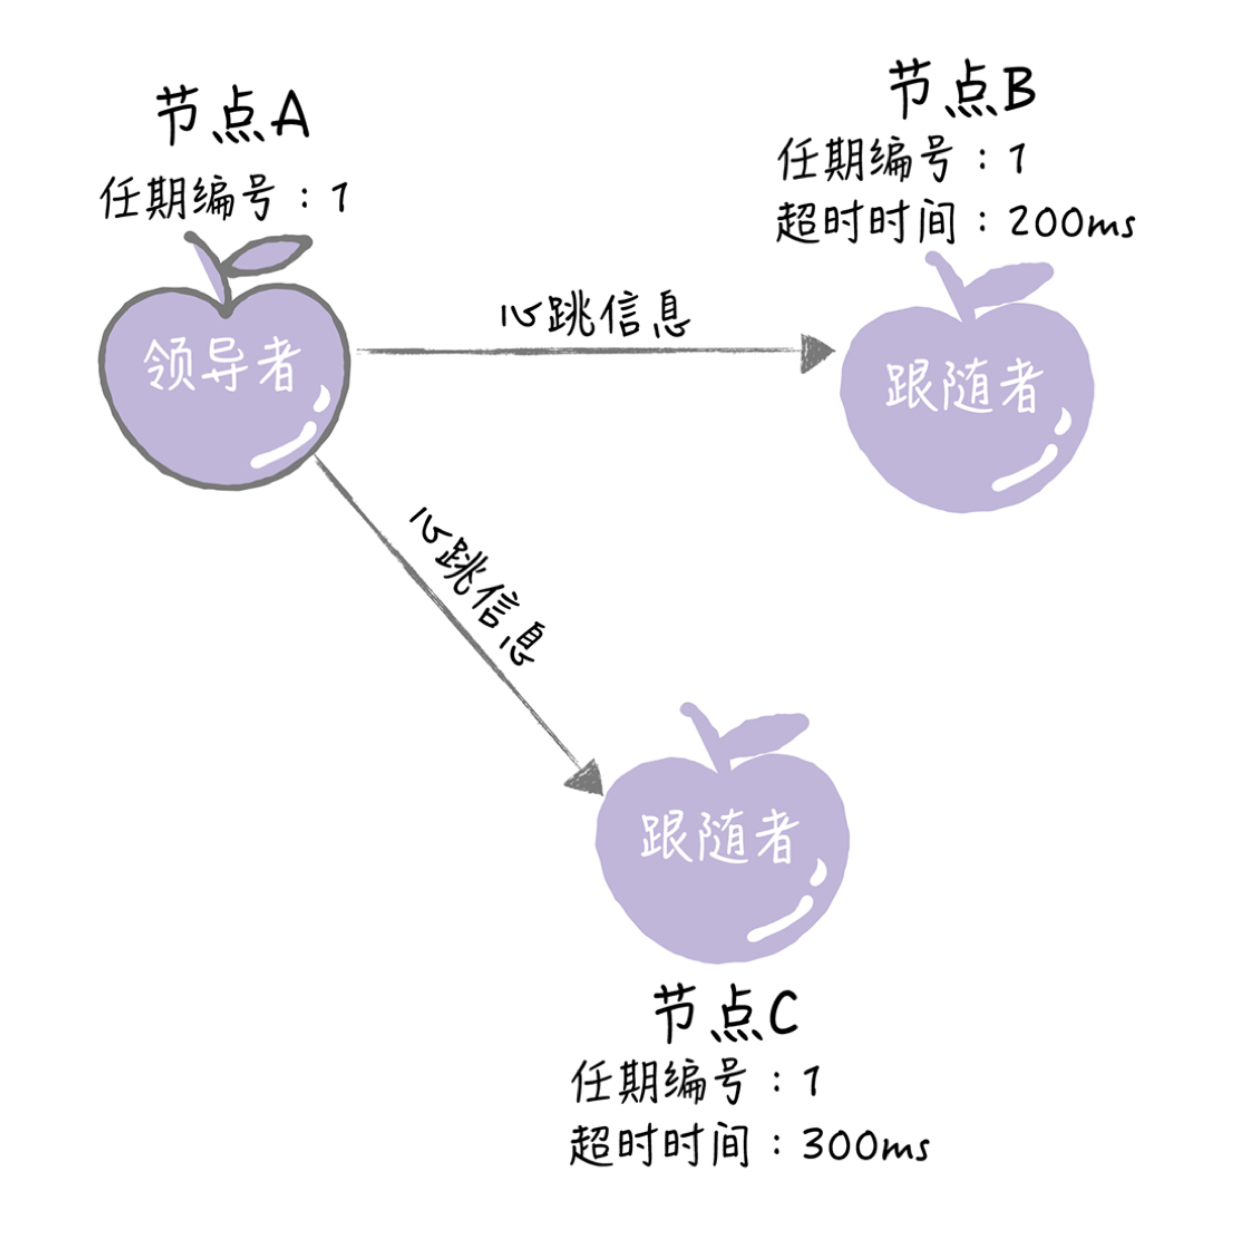 节点A
任期编号：1
领导者
心跳信息
节点B
任期编号：1
超时时间：200ms
跟随者
心跳信息
跟随者
节点C
任期编号：1
超时时间：300ms